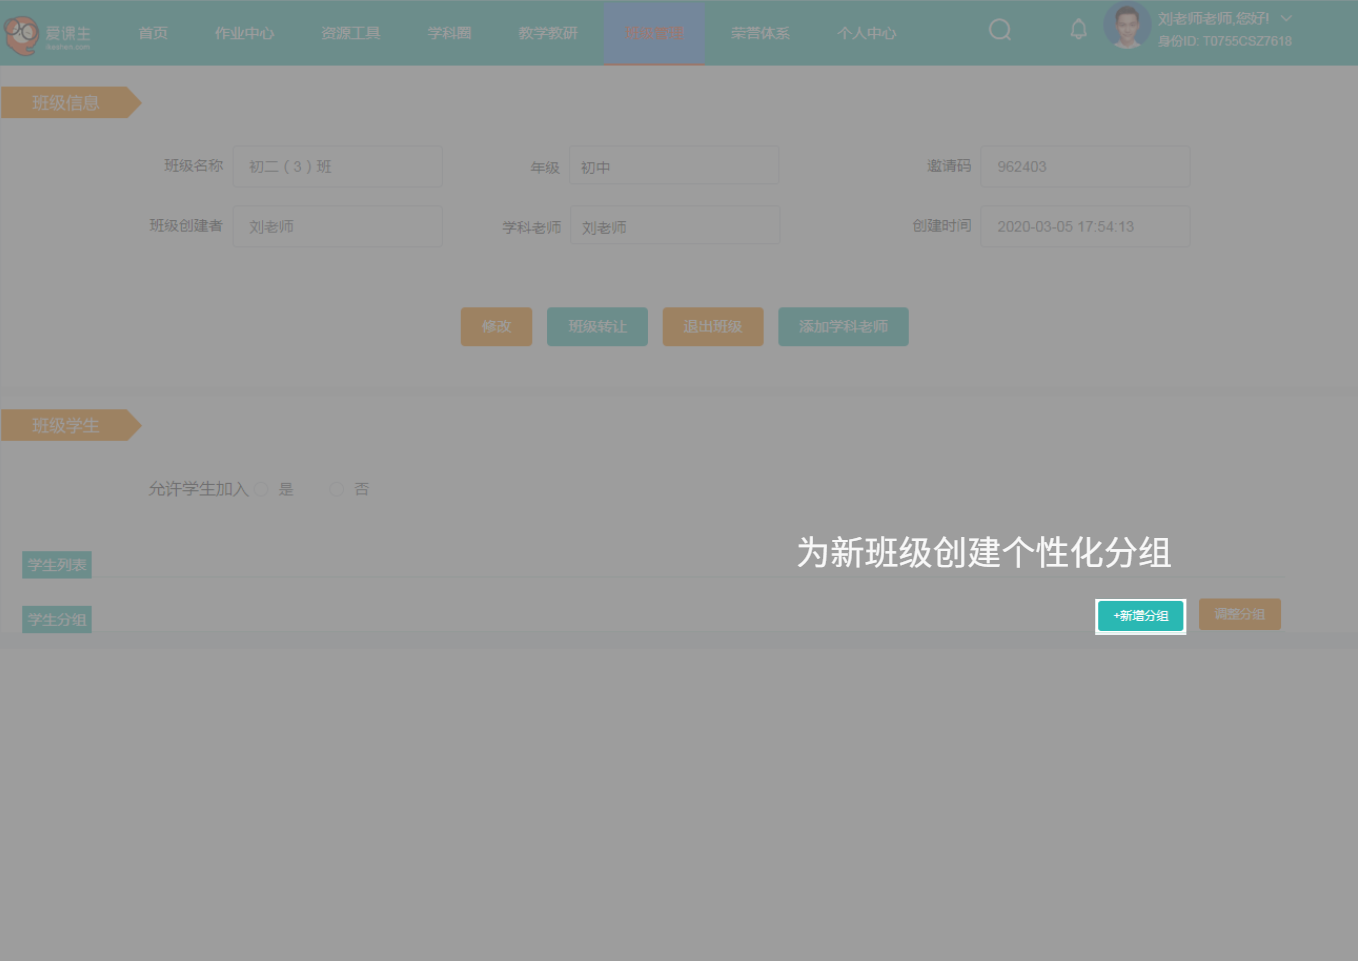 爱课生
首页 作业中心 资源工具 学科圈 教学教研 荣誉体系 个人中心
刘老师老师,您好!
身份ID: T0755CSZ7618
班级信息
班级名称 初二（3）班 年级 初中 邀请码 962403
班级创建者 刘老师 学科老师 刘老师 创建时间 2020-03-05 17:54:13
修改 班级转让 退出班级 添加学科老师
班级学生
允许学生加入 是 否
为新班级创建个性化分组
学生列表
学生分组 +新增分组 调整分组